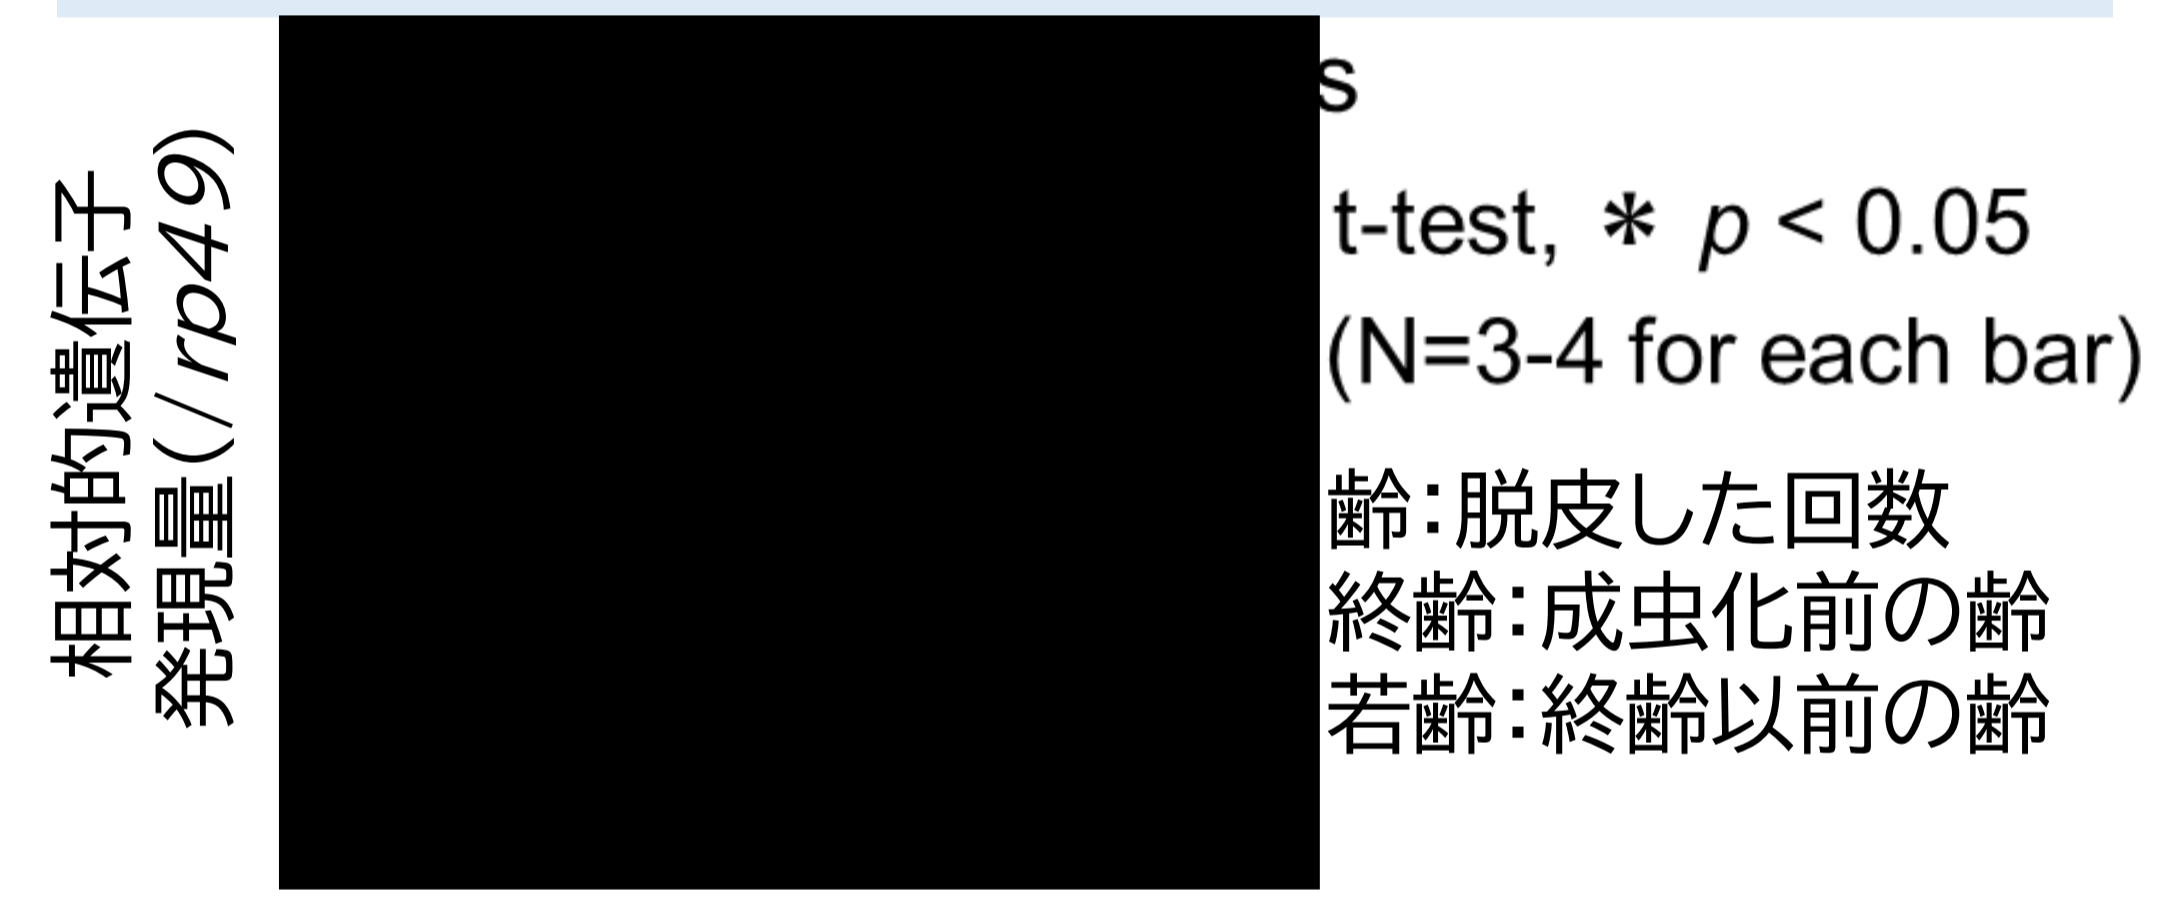 相対的遺伝子
発現量(/rp49)
s
t-test, * p < 0.05
(N=3-4 for each bar)
齢:脱皮した回数
終齢:成虫化前の齢
若齢:終齢以前の齢